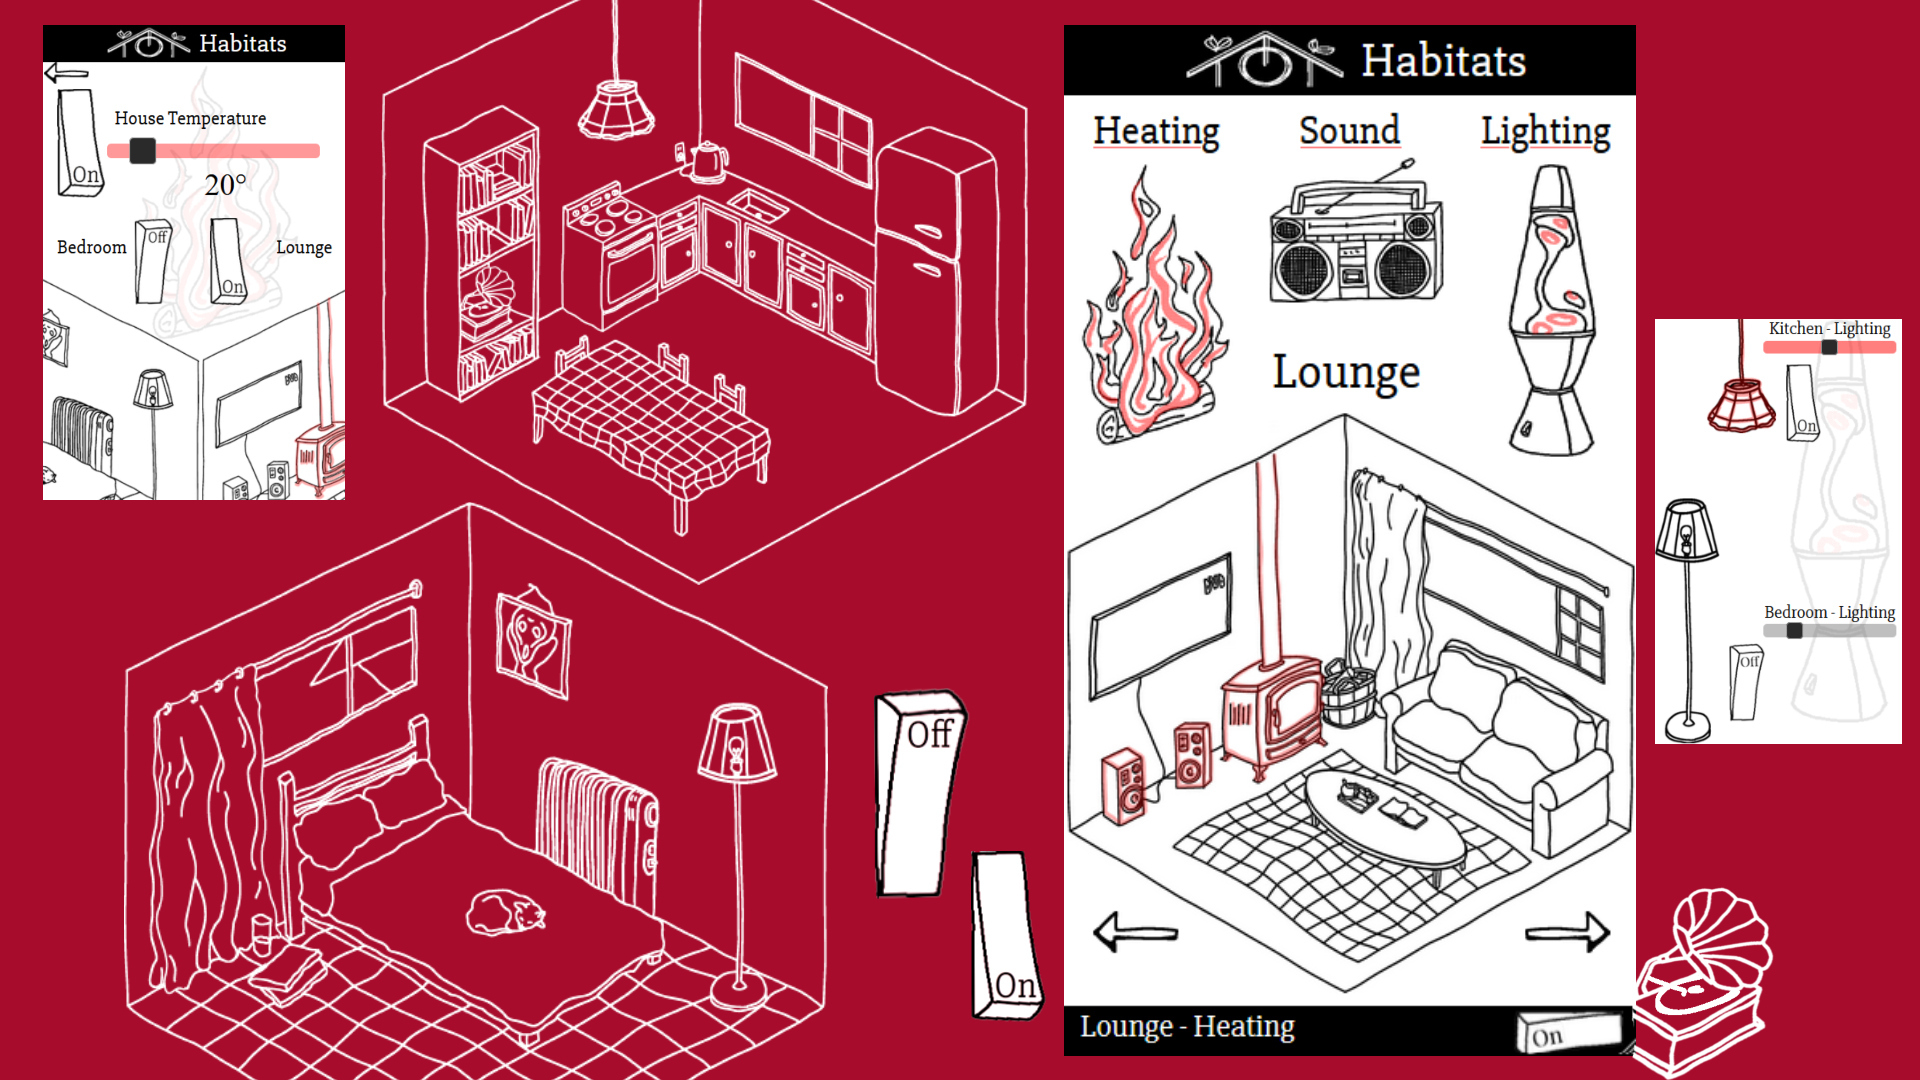 Habitats
House Temperature
On
20°
Bedroom
Off
On
Lounge
Off
On
Habitats
Heating
Sound
Lighting
Lounge
Lounge - Heating
On
Kitchen - Lighting
On
Bedroom - Lighting
Off